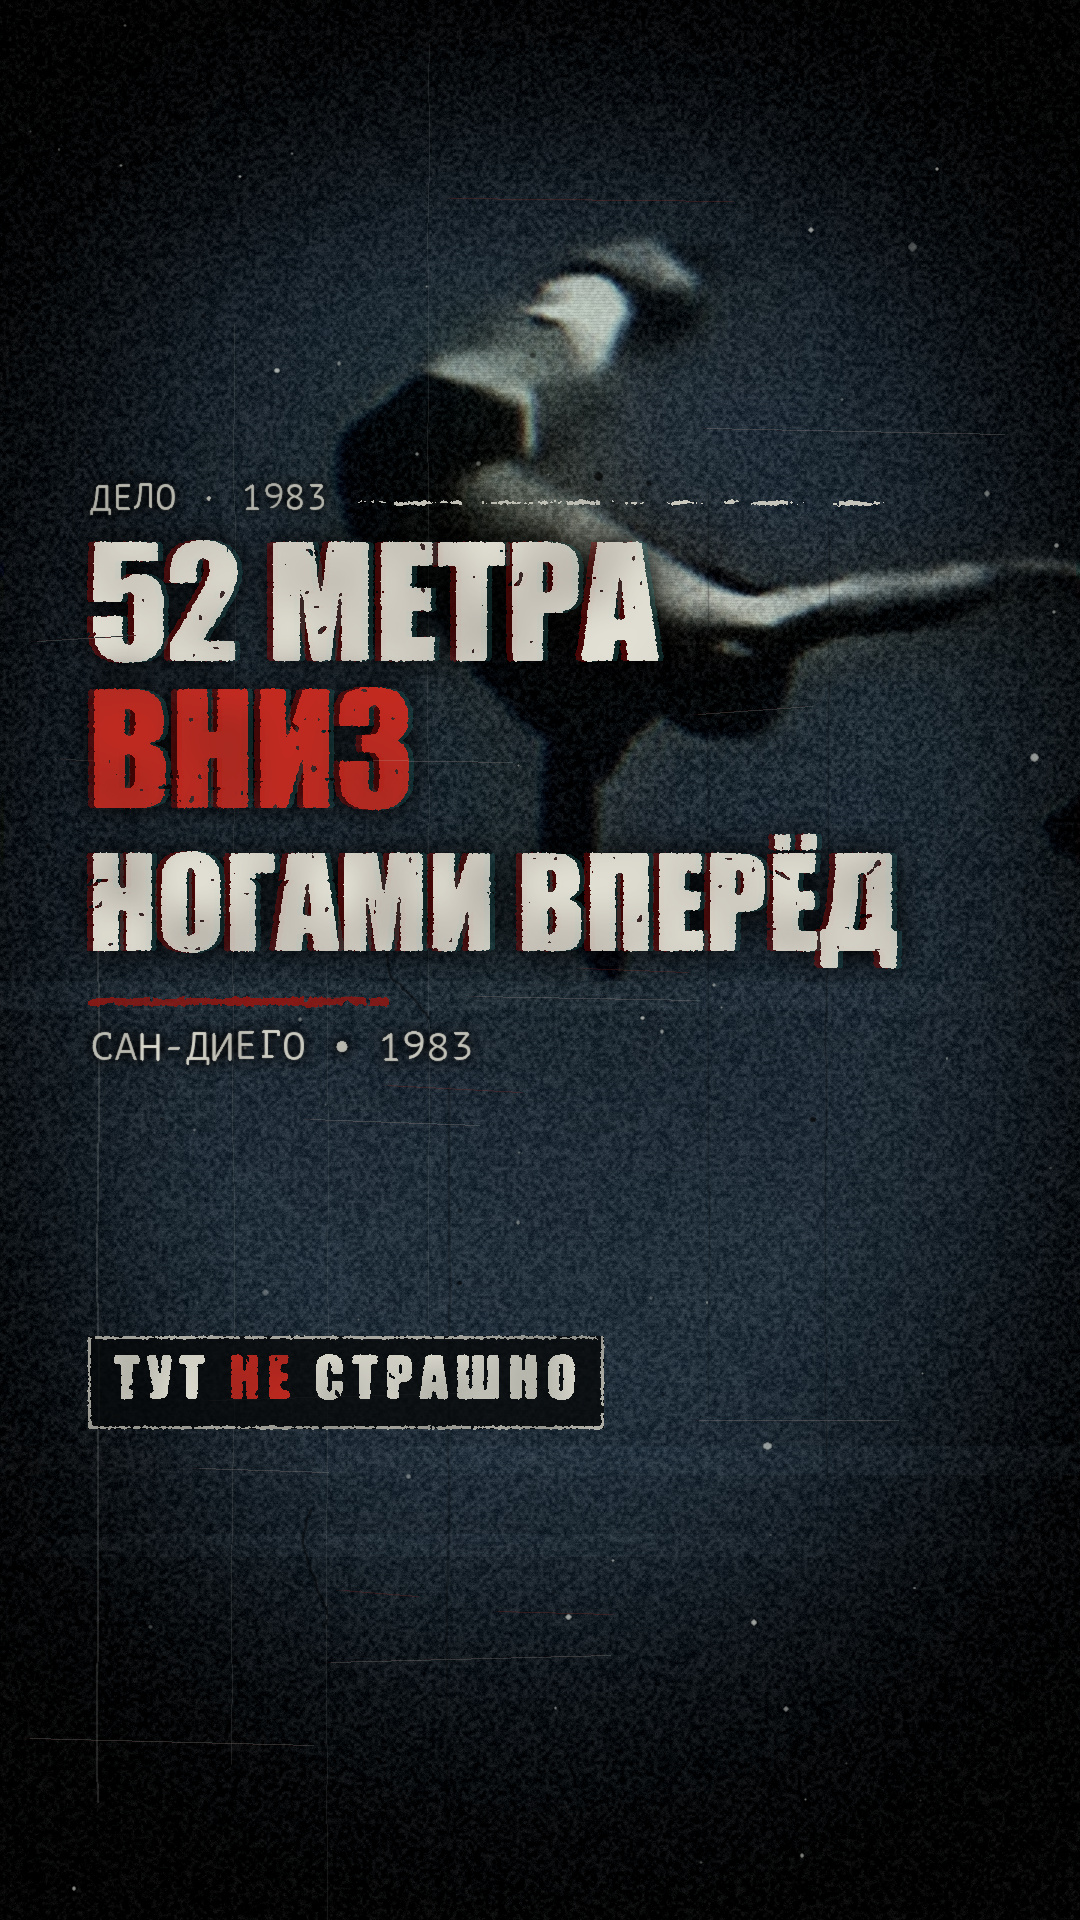 ДЕЛО · 1983
52 МЕТРА
ВНИЗ
НОГАМИ ВПЕРЁД
САН-ДИЕГО • 1983
ТУТ НЕ СТРАШНО